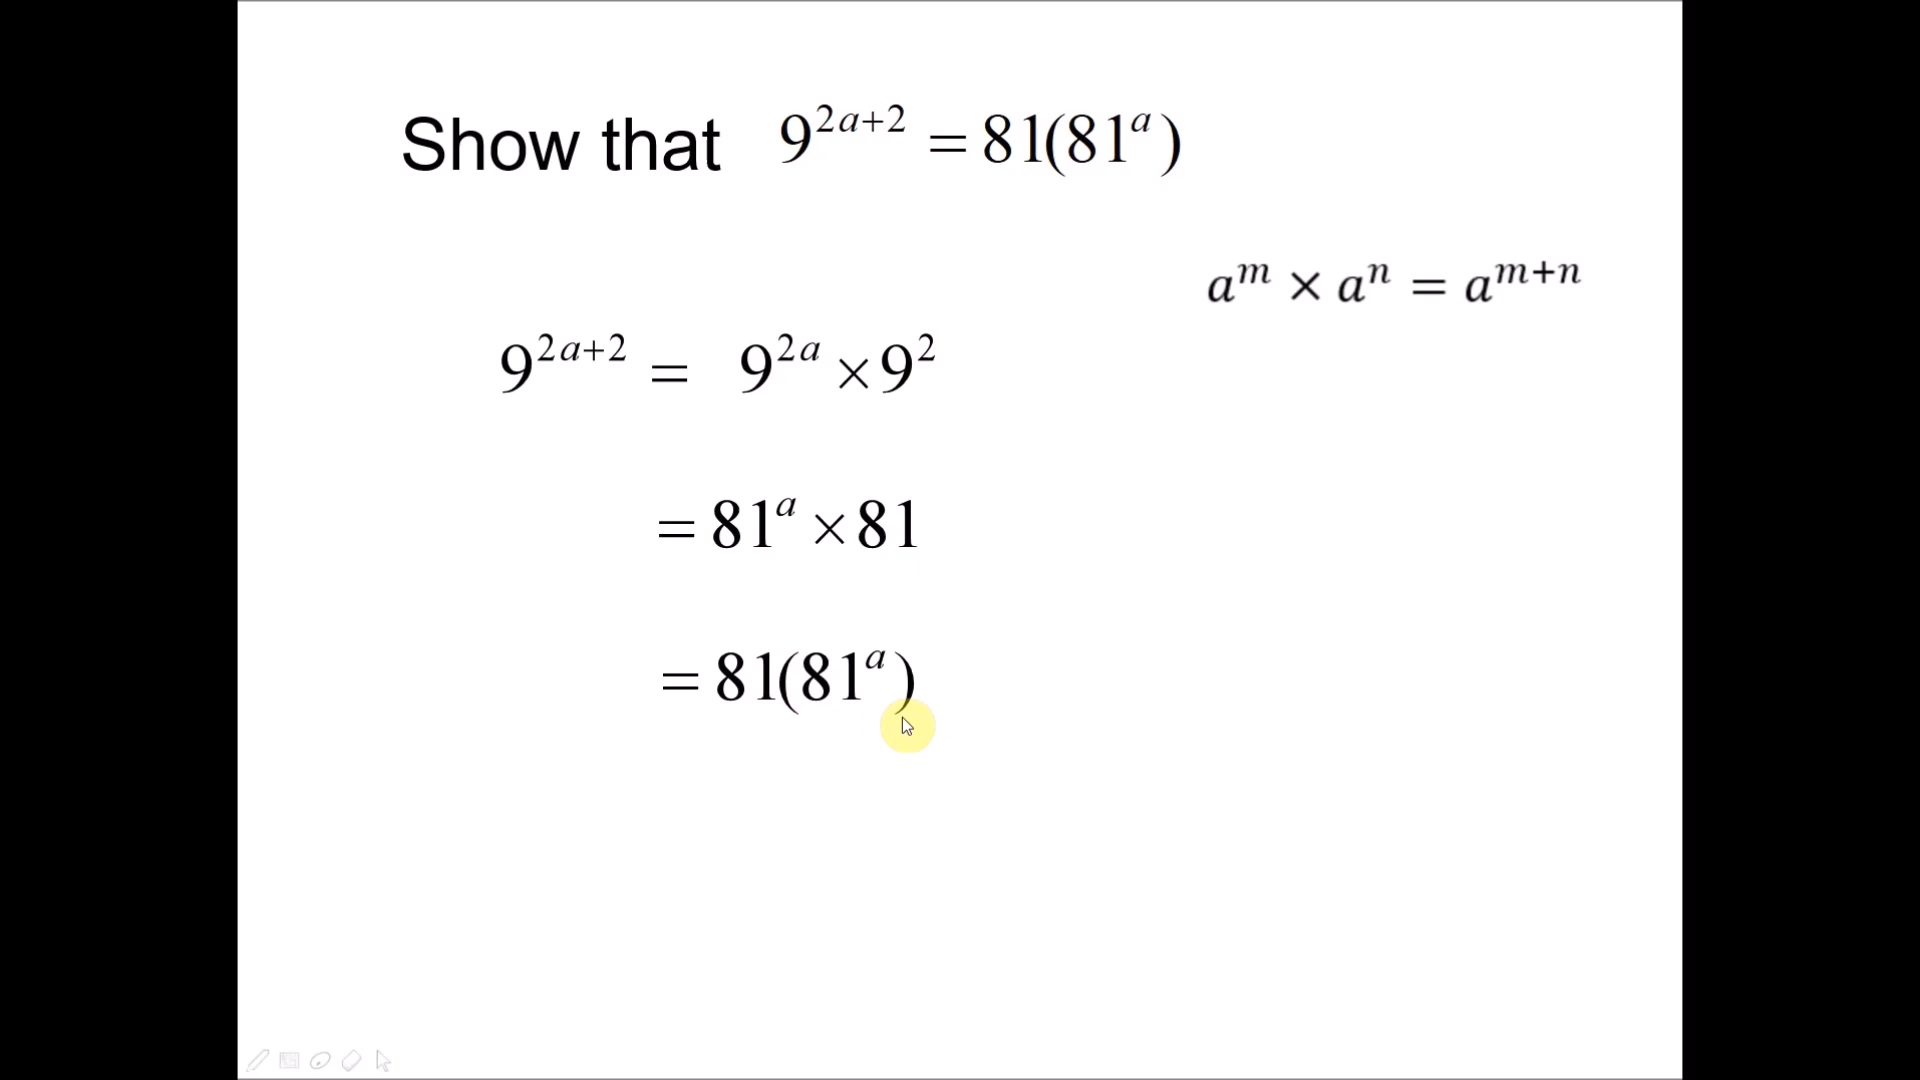 Show that 9^{2a+2} = 81(81^a)
a^m × a^n = a^{m+n}
9^{2a+2} = 9^{2a} × 9^2
= 81^a × 81
= 81(81^a)